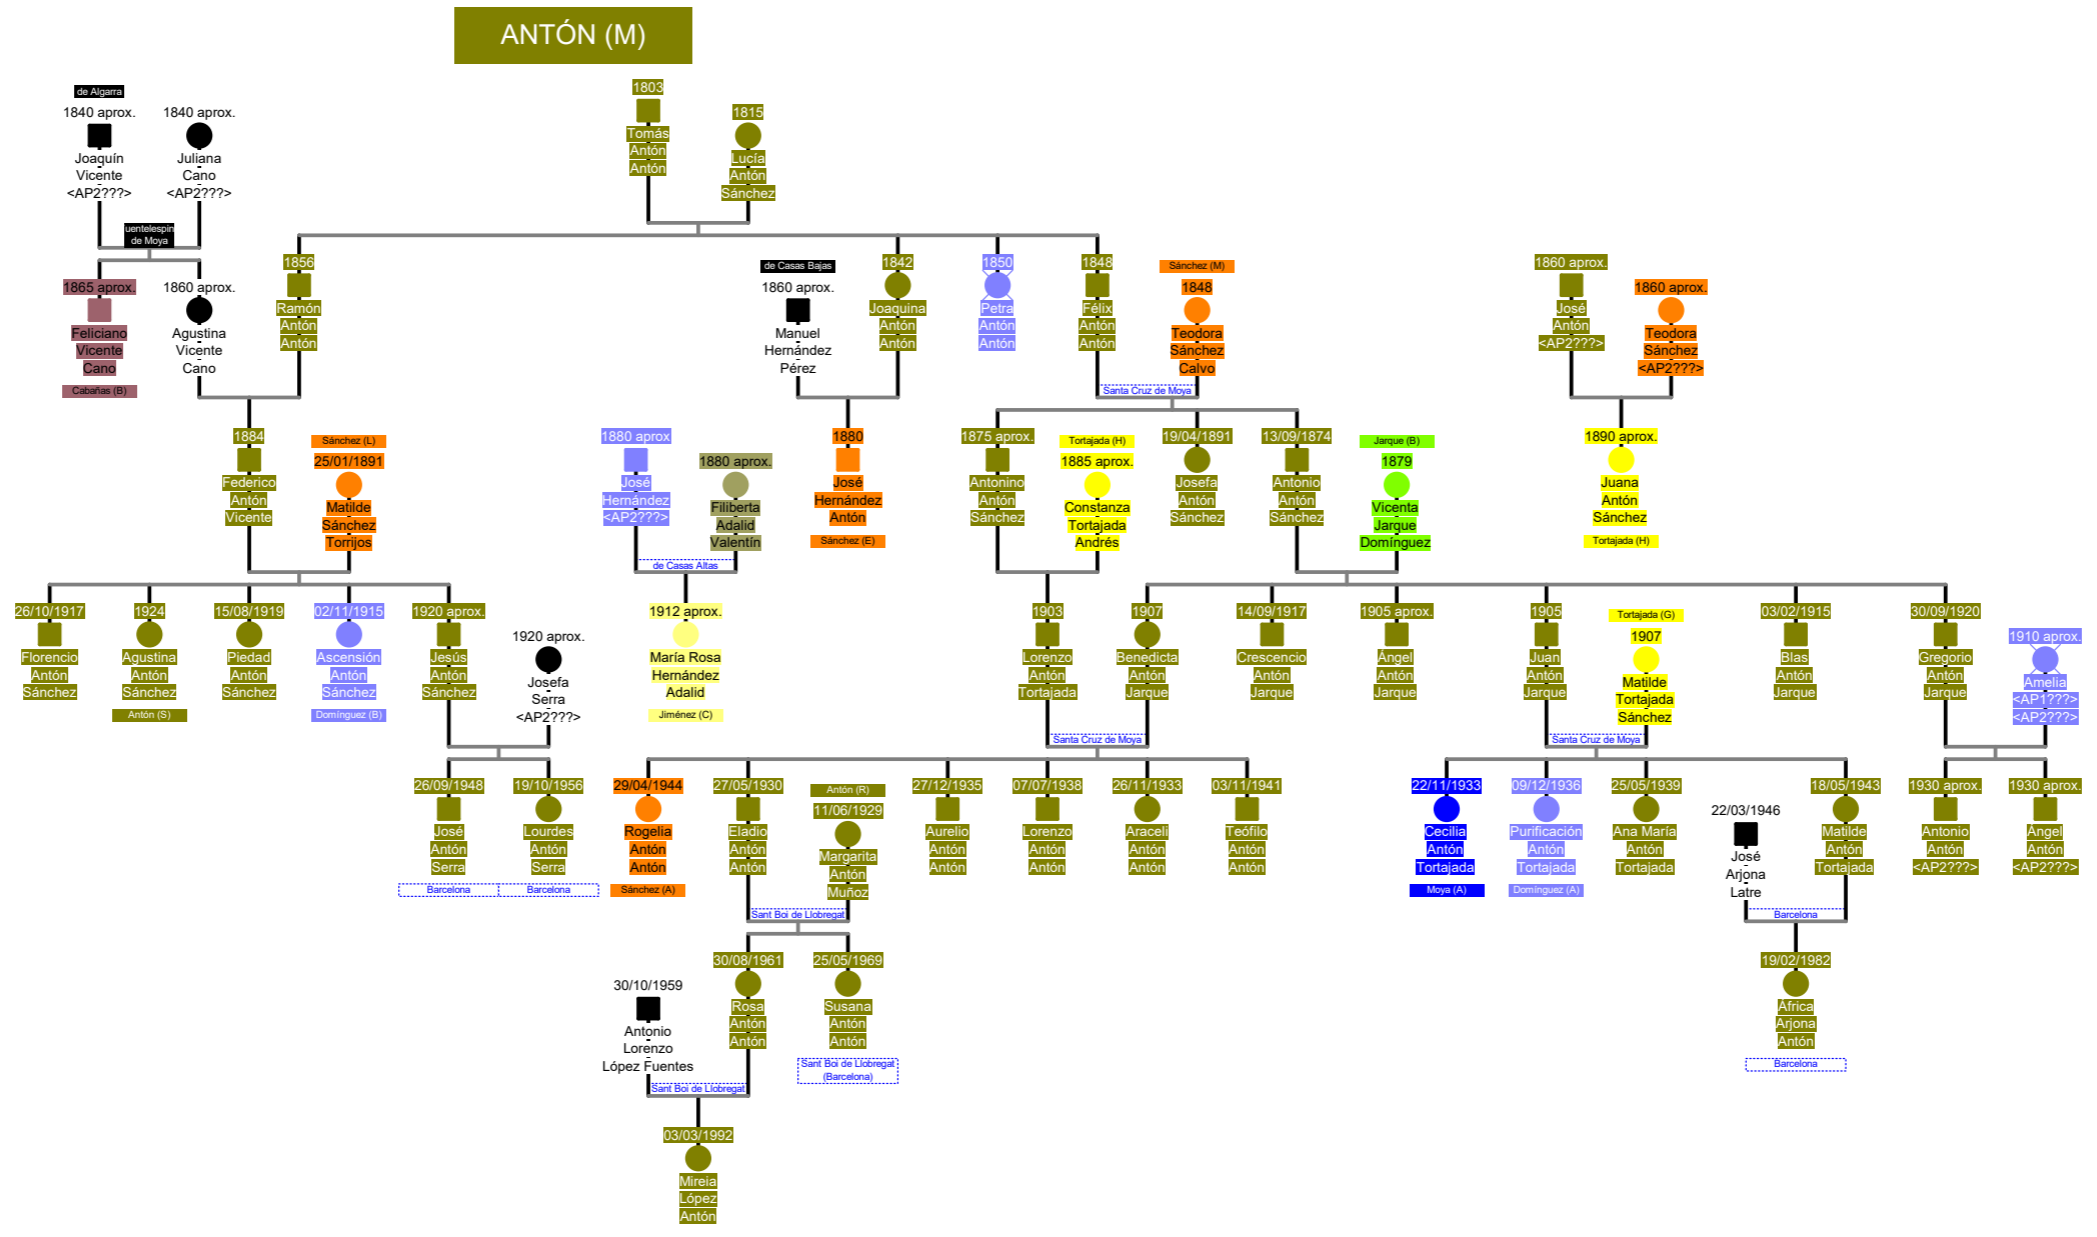 ANTÓN (M)
1803
Tomás
Antón
Antón
1815
Lucía
Antón
Sánchez
de Algarra
1840 aprox.
Joaquín
Vicente
<AP2???>
1840 aprox.
Juliana
Cano
<AP2???>
uentelespin
de Moya
1865 aprox.
Feliciano
Vicente
Cano
Cabañas (B)
1860 aprox.
Agustina
Vicente
Cano
1856
Ramón
Antón
Antón
de Casas Bajas
1860 aprox.
Manuel
Hernández
Pérez
1842
Joaquina
Antón
Antón
1850
Petra
Antón
Antón
1848
Félix
Antón
Antón
Sánchez (M)
1848
Teodora
Sánchez
Calvo
Santa Cruz de Moya
1860 aprox.
José
Antón
<AP2???>
1860 aprox.
Teodora
Sánchez
<AP2???>
1884
Federico
Antón
Vicente
Sánchez (L)
25/01/1891
Matilde
Sánchez
Torrijos
1880 aprox
José
Hernández
<AP2???>
1880 aprox.
Filiberta
Adalid
Valentín
de Casas Altas
1880
José
Hernández
Antón
Sánchez (E)
1875 aprox.
Antonino
Antón
Sánchez
Tortajada (H)
1885 aprox.
Constanza
Tortajada
Andrés
19/04/1891
Josefa
Antón
Sánchez
13/09/1874
Antonio
Antón
Sánchez
Jarque (B)
1879
Vicenta
Jarque
Domínguez
1890 aprox.
Juana
Antón
Sánchez
Tortajada (H)
26/10/1917
Florencio
Antón
Sánchez
1924
Agustina
Antón
Sánchez
Antón (S)
15/08/1919
Piedad
Antón
Sánchez
02/11/1915
Ascensión
Antón
Sánchez
Domínguez (B)
1920 aprox.
Jesús
Antón
Sánchez
1920 aprox.
Josefa
Serra
<AP2???>
1912 aprox.
María Rosa
Hernández
Adalid
Jiménez (C)
1903
Lorenzo
Antón
Tortajada
1907
Benedicta
Antón
Jarque
Santa Cruz de Moya
14/09/1917
Crescencio
Antón
Jarque
1905 aprox.
Ángel
Antón
Jarque
1905
Juan
Antón
Jarque
Tortajada (G)
1907
Matilde
Tortajada
Sánchez
Santa Cruz de Moya
03/02/1915
Blas
Antón
Jarque
30/09/1920
Gregorio
Antón
Jarque
1910 aprox.
Amelia
<AP1???>
<AP2???>
26/09/1948
José
Antón
Serra
Barcelona
19/10/1956
Lourdes
Antón
Serra
Barcelona
29/04/1944
Rogelia
Antón
Antón
Sánchez (A)
27/05/1930
Eladio
Antón
Antón
Antón (R)
11/06/1929
Margarita
Antón
Muñoz
Sant Boi de Llobregat
27/12/1935
Aurelio
Antón
Antón
07/07/1938
Lorenzo
Antón
Antón
26/11/1933
Araceli
Antón
Antón
03/11/1941
Teófilo
Antón
Antón
22/11/1933
Cecilia
Antón
Tortajada
Moya (A)
09/12/1936
Purificación
Antón
Tortajada
Domínguez (A)
25/05/1939
Ana María
Antón
Tortajada
22/03/1946
José
Arjona
Latre
18/05/1943
Matilde
Antón
Tortajada
Barcelona
1930 aprox.
Antonio
Antón
<AP2???>
1930 aprox.
Ángel
Antón
<AP2???>
30/10/1959
Antonio
Lorenzo
López Fuentes
30/08/1961
Rosa
Antón
Antón
Sant Boi de Llobregat
25/05/1969
Susana
Antón
Antón
Sant Boi de Llobregat
(Barcelona)
19/02/1982
África
Arjona
Antón
Barcelona
03/03/1992
Mireia
López
Antón